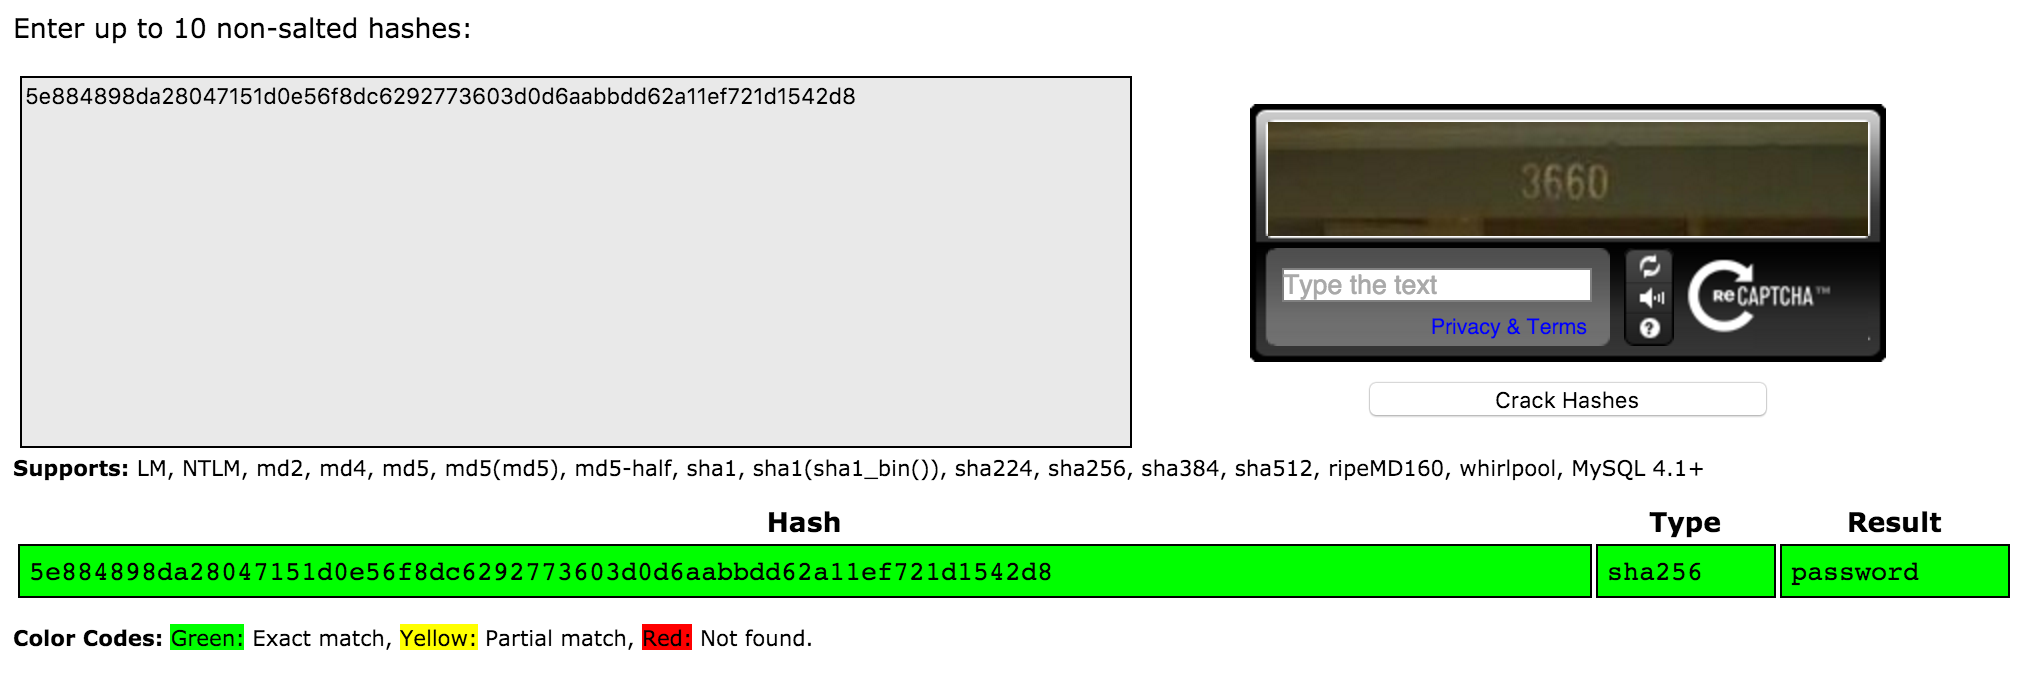 Enter up to 10 non-salted hashes:
5e884898da28047151d0e56f8dc6292773603d0d6aabbdd62a11ef721d1542d8
3660
Type the text
Privacy & Terms
ReCAPTCHA™
Crack Hashes
Supports: LM, NTLM, md2, md4, md5, md5(md5), md5-half, sha1, sha1(sha1_bin()), sha224, sha256, sha384, sha512, ripeMD160, whirlpool, MySQL 4.1+
Hash Type Result
5e884898da28047151d0e56f8dc6292773603d0d6aabbdd62a11ef721d1542d8 sha256 password
Color Codes: Green: Exact match, Yellow: Partial match, Red: Not found.